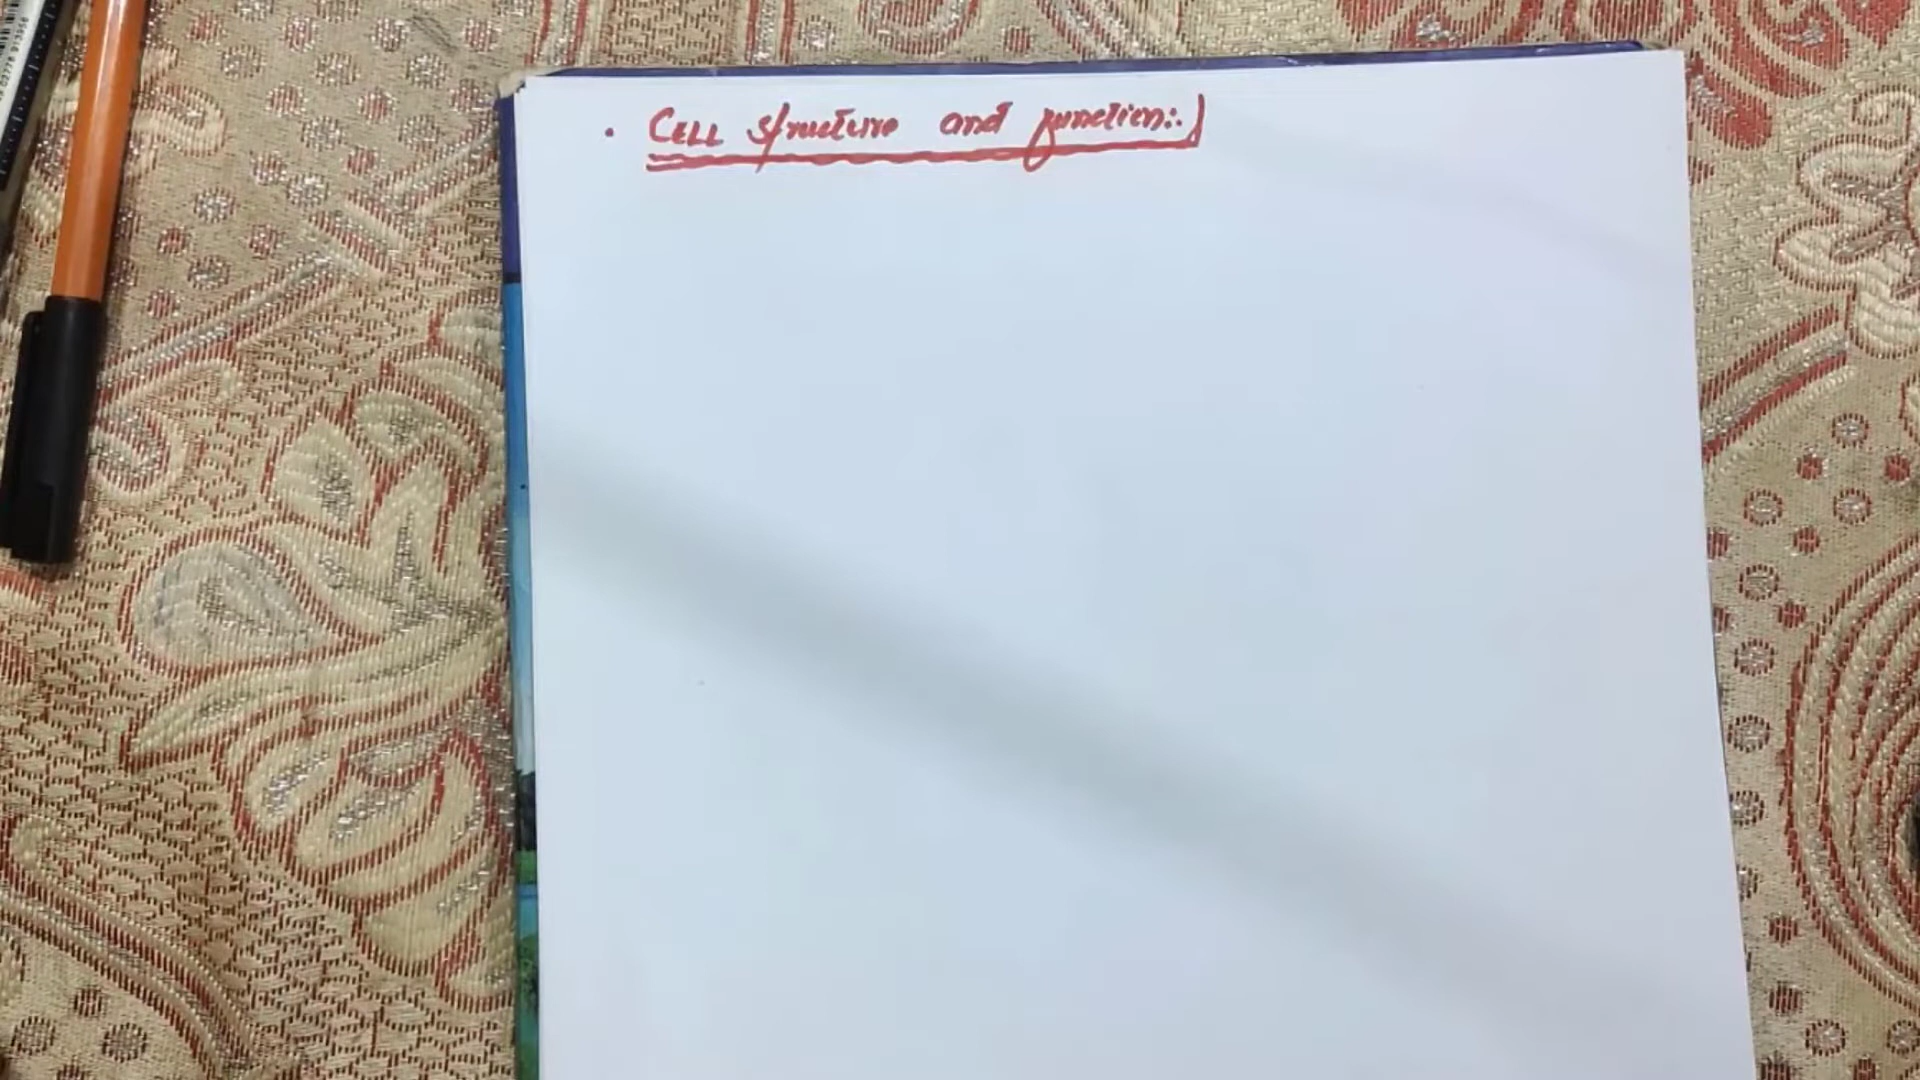 . CELL structure and function:-